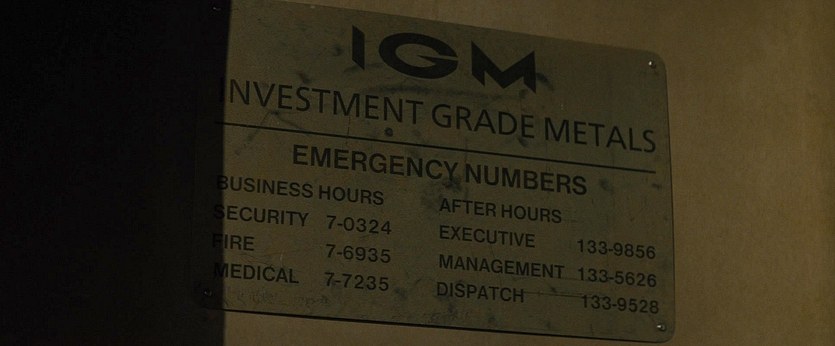 IGM
INVESTMENT GRADE METALS
EMERGENCY NUMBERS
BUSINESS HOURS
SECURITY 7-0324
FIRE 7-6935
MEDICAL 7-7235
AFTER HOURS
EXECUTIVE 133-9856
MANAGEMENT 133-5626
DISPATCH 133-9528